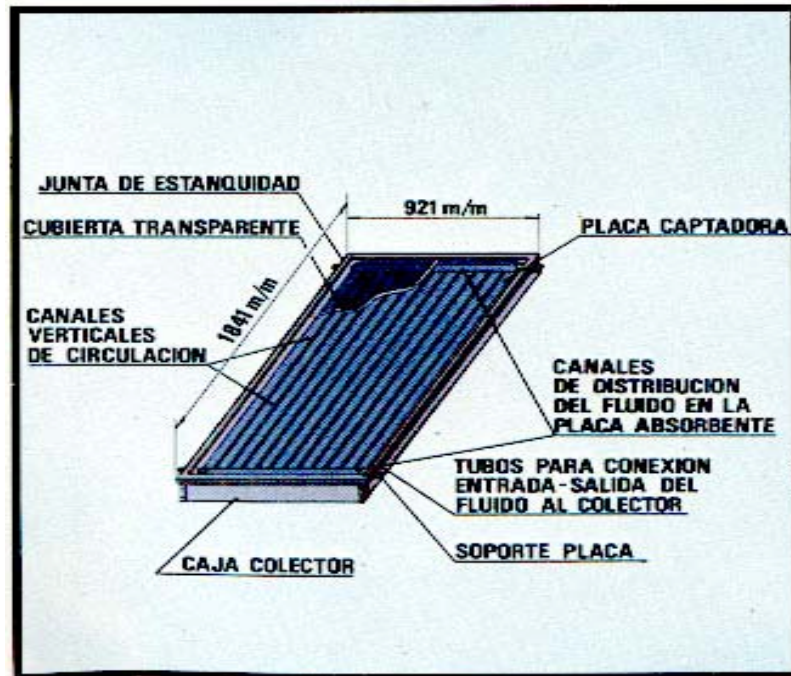 JUNTA DE ESTANQUIDAD
921 m/m
CUBIERTA TRANSPARENTE
PLACA CAPTADORA
1841 m/m
CANALES
VERTICALES
DE CIRCULACION
CANALES
DE DISTRIBUCION
DEL FLUIDO EN LA
PLACA ABSORBENTE
TUBOS PARA CONEXION
ENTRADA-SALIDA DEL
FLUIDO AL COLECTOR
SOPORTE PLACA
CAJA COLECTOR